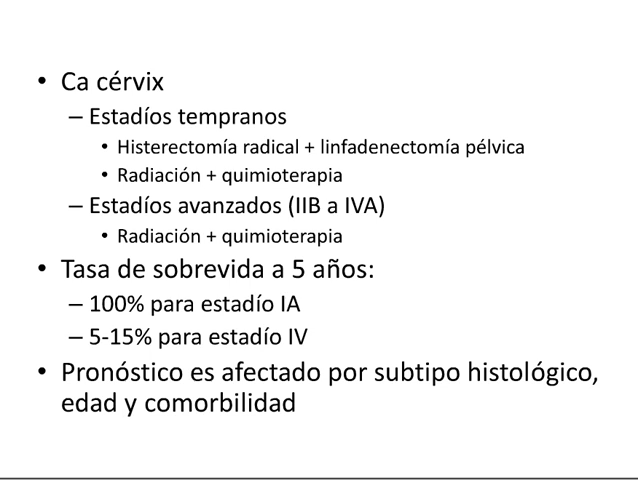 • Ca cérvix
– Estadíos tempranos
• Histerectomía radical + linfadenectomía pélvica
• Radiación + quimioterapia
– Estadíos avanzados (IIB a IVA)
• Radiación + quimioterapia
• Tasa de sobrevida a 5 años:
– 100% para estadío IA
– 5-15% para estadío IV
• Pronóstico es afectado por subtipo histológico,
edad y comorbilidad